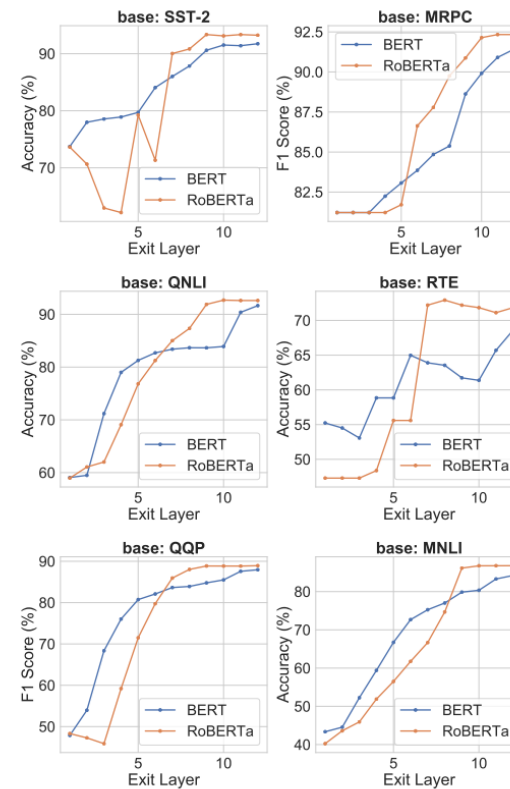 base: SST-2
90
80
70
Accuracy (%)
BERT
RoBERTa
5
10
Exit Layer
base: MRPC
92.5
90.0
87.5
85.0
82.5
F1 Score (%)
BERT
RoBERTa
5
10
Exit Layer
base: QNLI
90
80
70
60
Accuracy (%)
BERT
RoBERTa
5
10
Exit Layer
base: RTE
70
65
60
55
50
Accuracy (%)
BERT
RoBERTa
5
10
Exit Layer
base: QQP
90
80
70
60
50
F1 Score (%)
BERT
RoBERTa
5
10
Exit Layer
base: MNLI
80
70
60
50
40
Accuracy (%)
BERT
RoBERTa
5
10
Exit Layer